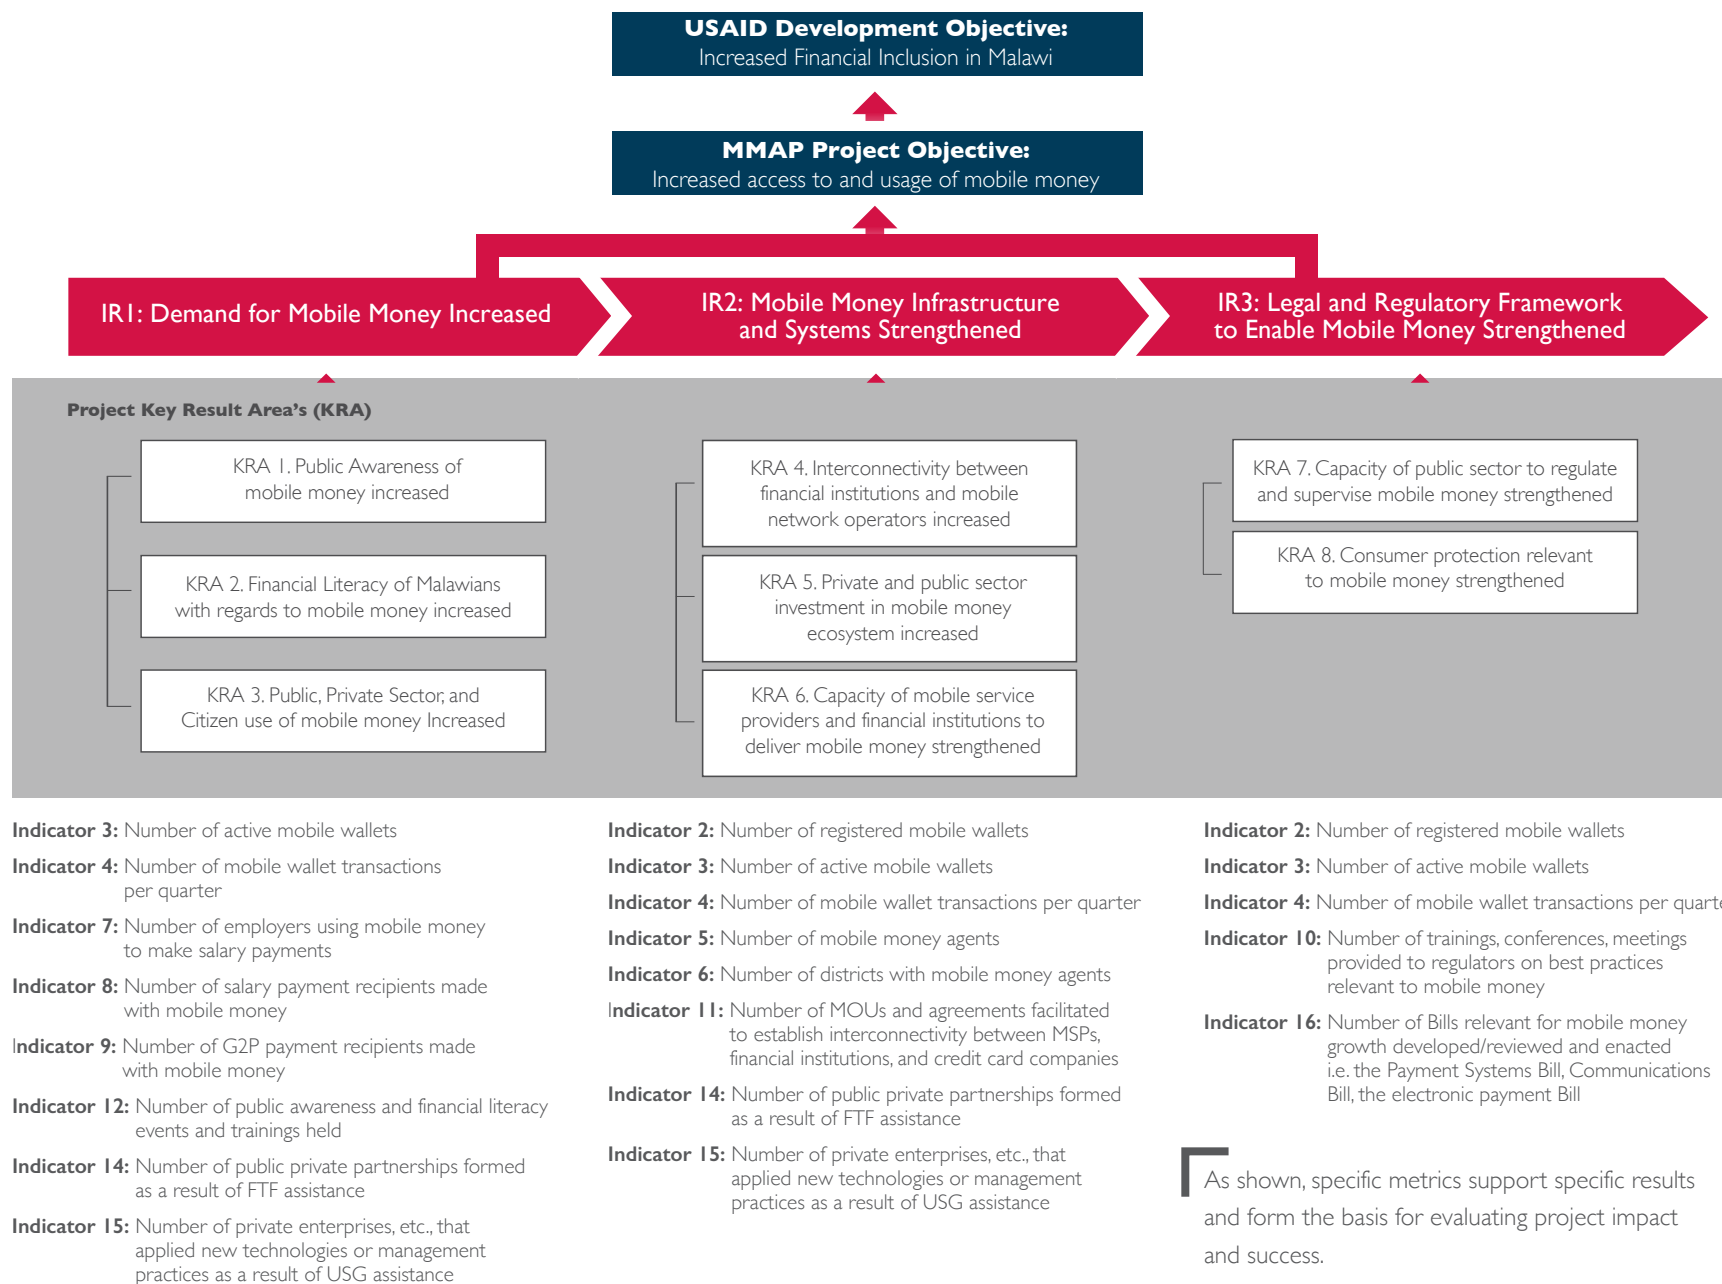 USAID Development Objective:
Increased Financial Inclusion in Malawi
MMAP Project Objective:
Increased access to and usage of mobile money
IR1: Demand for Mobile Money Increased
IR2: Mobile Money Infrastructure
and Systems Strengthened
IR3: Legal and Regulatory Framework
to Enable Mobile Money Strengthened
Project Key Result Area's (KRA)
KRA 1. Public Awareness of
mobile money increased
KRA 2. Financial Literacy of Malawians
with regards to mobile money increased
KRA 3. Public, Private Sector, and
Citizen use of mobile money Increased
KRA 4. Interconnectivity between
financial institutions and mobile
network operators increased
KRA 5. Private and public sector
investment in mobile money
ecosystem increased
KRA 6. Capacity of mobile service
providers and financial institutions to
deliver mobile money strengthened
KRA 7. Capacity of public sector to regulate
and supervise mobile money strengthened
KRA 8. Consumer protection relevant
to mobile money strengthened
Indicator 3: Number of active mobile wallets
Indicator 4: Number of mobile wallet transactions
per quarter
Indicator 7: Number of employers using mobile money
to make salary payments
Indicator 8: Number of salary payment recipients made
with mobile money
Indicator 9: Number of G2P payment recipients made
with mobile money
Indicator 12: Number of public awareness and financial literacy
events and trainings held
Indicator 14: Number of public private partnerships formed
as a result of FTF assistance
Indicator 15: Number of private enterprises, etc., that
applied new technologies or management
practices as a result of USG assistance
Indicator 2: Number of registered mobile wallets
Indicator 3: Number of active mobile wallets
Indicator 4: Number of mobile wallet transactions per quarter
Indicator 5: Number of mobile money agents
Indicator 6: Number of districts with mobile money agents
Indicator 11: Number of MOUs and agreements facilitated
to establish interconnectivity between MSPs,
financial institutions, and credit card companies
Indicator 14: Number of public private partnerships formed
as a result of FTF assistance
Indicator 15: Number of private enterprises, etc., that
applied new technologies or management
practices as a result of USG assistance
Indicator 2: Number of registered mobile wallets
Indicator 3: Number of active mobile wallets
Indicator 4: Number of mobile wallet transactions per quarte
Indicator 10: Number of trainings, conferences, meetings
provided to regulators on best practices
relevant to mobile money
Indicator 16: Number of Bills relevant for mobile money
growth developed/reviewed and enacted
i.e. the Payment Systems Bill, Communications
Bill, the electronic payment Bill
As shown, specific metrics support specific results
and form the basis for evaluating project impact
and success.